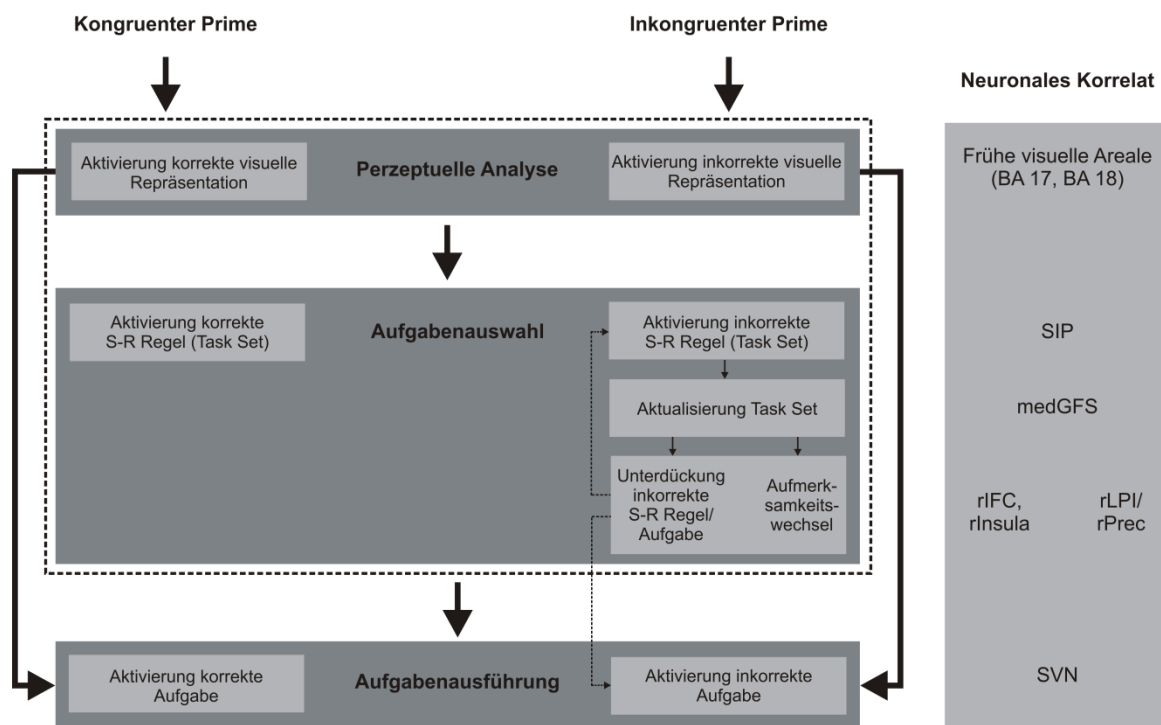 Kongruenter Prime
Inkongruenter Prime
Neuronales Korrelat
Aktivierung korrekte visuelle
Repräsentation
Perzeptuelle Analyse
Aktivierung inkorrekte visuelle
Repräsentation
Frühe visuelle Areale
(BA 17, BA 18)
Aktivierung korrekte
S-R Regel (Task Set)
Aufgabenauswahl
Aktivierung inkorrekte
S-R Regel (Task Set)
SIP
Aktualisierung Task Set
medGFS
Unterdückung
inkorrekte
S-R Regel/
Aufgabe
Aufmerk-
samkeits-
wechsel
rIFC,
rInsula
rLPI/
rPrec
Aktivierung korrekte
Aufgabe
Aufgabenausführung
Aktivierung inkorrekte
Aufgabe
SVN